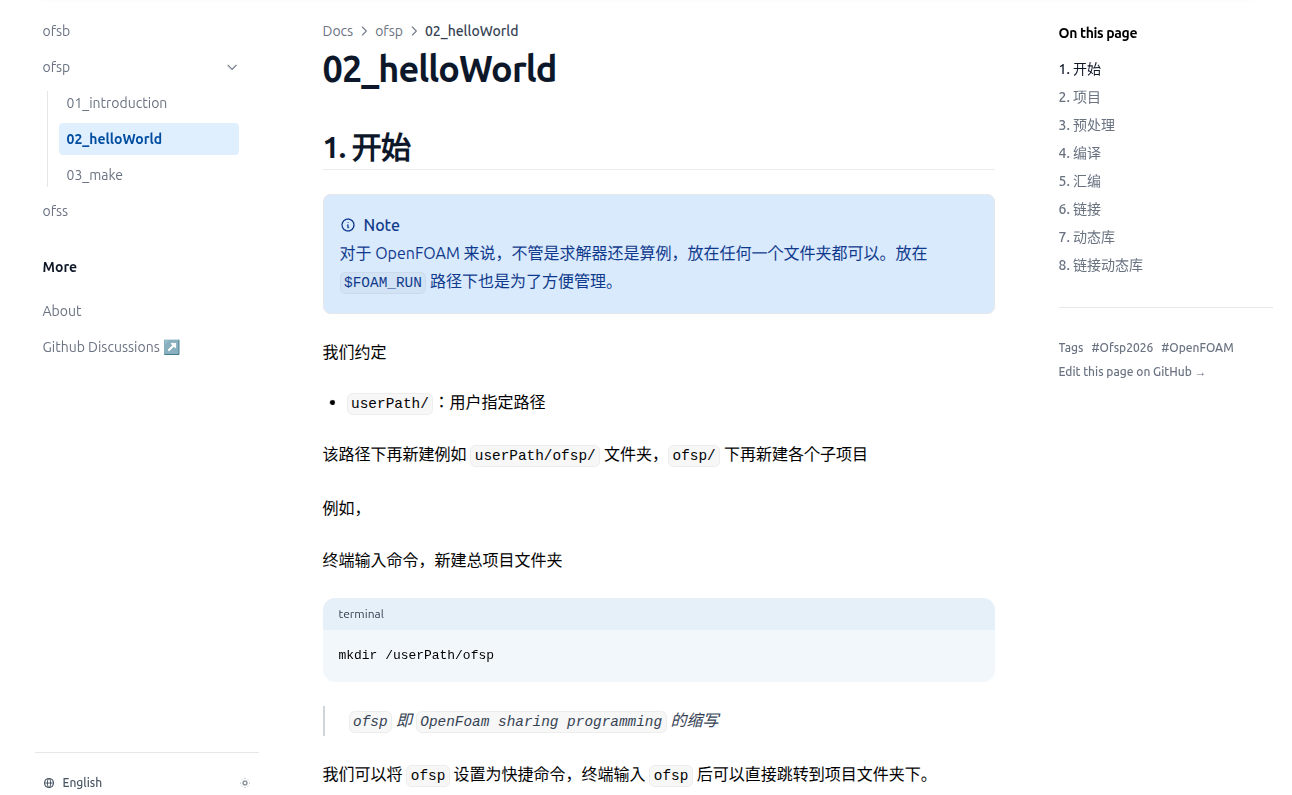 ofsb
ofsp
01_introduction
02_helloWorld
03_make
ofss
More
About
Github Discussions ↗️
English
Docs > ofsp > 02_helloWorld
02_helloWorld
1. 开始
Note
对于 OpenFOAM 来说，不管是求解器还是算例，放在任何一个文件夹都可以。放在
$FOAM_RUN 路径下也是为了方便管理。
我们约定
• userPath/ ：用户指定路径
该路径下再新建例如 userPath/ofsp/ 文件夹，ofsp/ 下再新建各个子项目
例如，
终端输入命令，新建总项目文件夹
terminal
mkdir /userPath/ofsp
ofsp 即 OpenFoam sharing programming 的缩写
我们可以将 ofsp 设置为快捷命令，终端输入 ofsp 后可以直接跳转到项目文件夹下。
On this page
1. 开始
2. 项目
3. 预处理
4. 编译
5. 汇编
6. 链接
7. 动态库
8. 链接动态库
Tags #Ofsp2026 #OpenFOAM
Edit this page on GitHub →